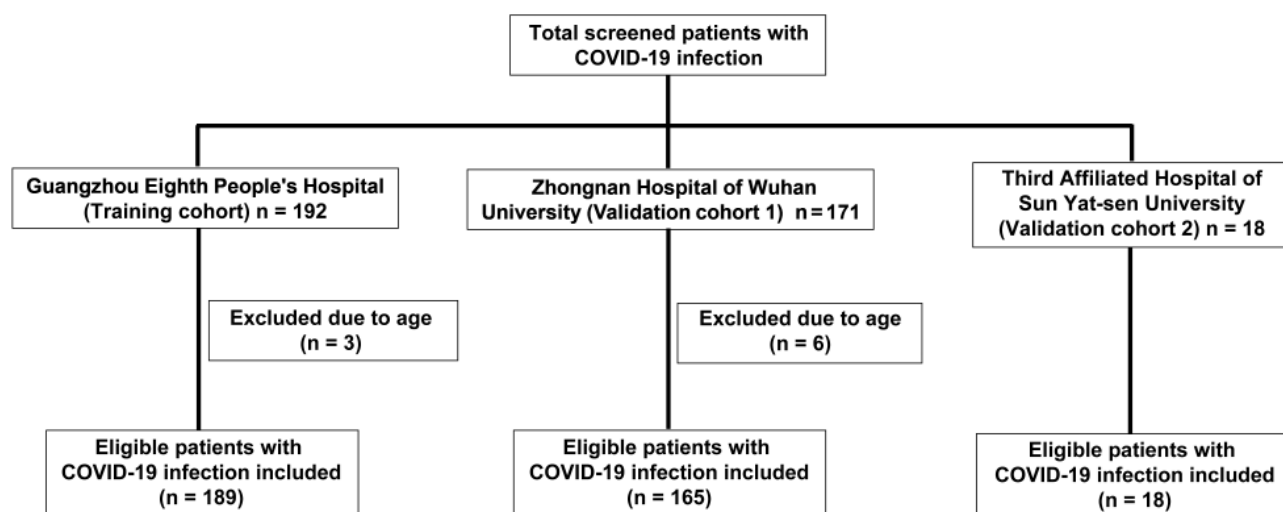 Total screened patients with
COVID-19 infection
Guangzhou Eighth People's Hospital
(Training cohort) n = 192
Zhongnan Hospital of Wuhan
University (Validation cohort 1) n = 171
Third Affiliated Hospital of
Sun Yat-sen University
(Validation cohort 2) n = 18
Excluded due to age
(n = 3)
Excluded due to age
(n = 6)
Eligible patients with
COVID-19 infection included
(n = 189)
Eligible patients with
COVID-19 infection included
(n = 165)
Eligible patients with
COVID-19 infection included
(n = 18)